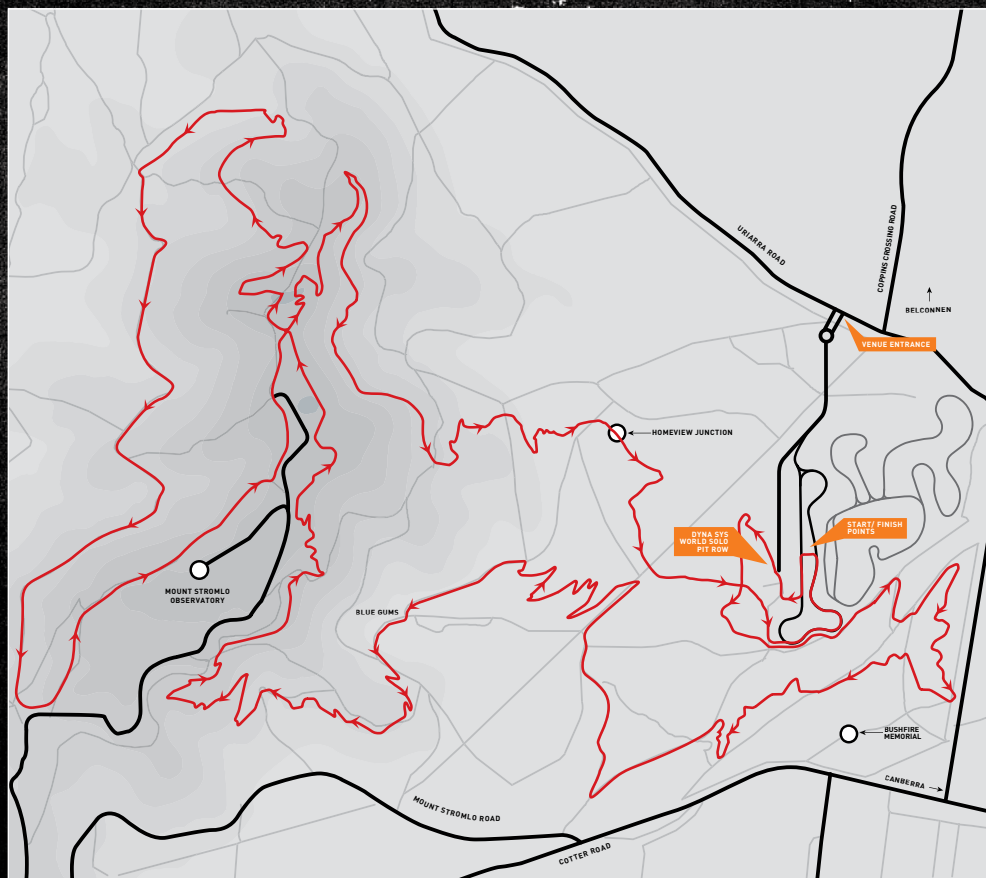 URIARRA ROAD
COPPINS CROSSING ROAD
BELCONNEN
VENUE ENTRANCE
HOMEVIEW JUNCTION
START/ FINISH
POINTS
DYNA SYS
WORLD SOLO
PIT ROW
MOUNT STROMLO
OBSERVATORY
BLUE GUMS
BUSHFIRE
MEMORIAL
CANBERRA
MOUNT STROMLO ROAD
COTTER ROAD